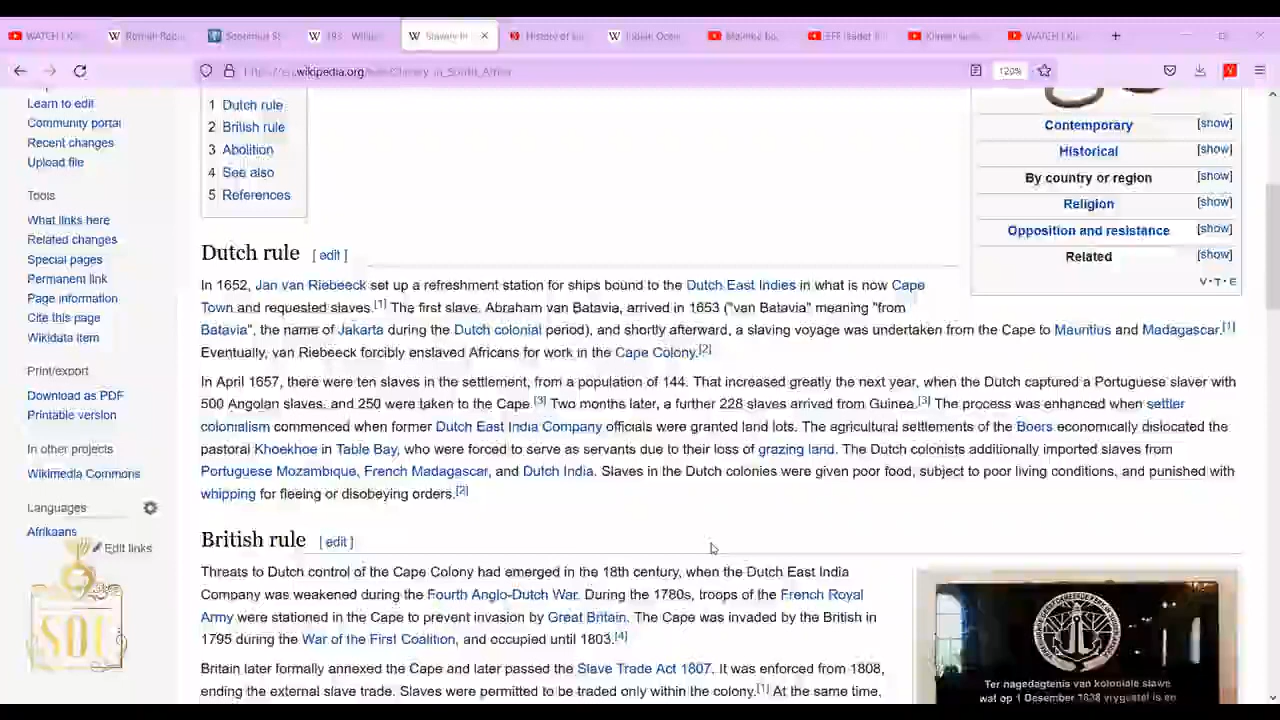 WATCH
193
Slavery In
History of
Indian Ocean
WATCH
wikipedia.org
120%
Learn to edit
Community portal
Recent changes
Upload file
Tools
What links here
Related changes
Special pages
Permanent link
Page information
Cite this page
Wikidata item
Print/export
Download as PDF
Printable version
In other projects
Wikimedia Commons
Languages
Afrikaans
Edit links
SDE
1 Dutch rule
2 British rule
3 Abolition
4 See also
5 References
Contemporary [show]
Historical [show]
By country or region [show]
Religion [show]
Opposition and resistance [show]
Related [show]
V·T·E
Dutch rule [ edit ]
In 1652, Jan van Riebeeck set up a refreshment station for ships bound to the Dutch East Indies in what is now Cape
Town and requested slaves.[1] The first slave, Abraham van Batavia, arrived in 1653 ("van Batavia" meaning "from
Batavia", the name of Jakarta during the Dutch colonial period), and shortly afterward, a slaving voyage was undertaken from the Cape to Mauritius and Madagascar.[1]
Eventually, van Riebeeck forcibly enslaved Africans for work in the Cape Colony.[2]
In April 1657, there were ten slaves in the settlement, from a population of 144. That increased greatly the next year, when the Dutch captured a Portuguese slaver with
500 Angolan slaves, and 250 were taken to the Cape.[3] Two months later, a further 228 slaves arrived from Guinea.[3] The process was enhanced when settler
colonialism commenced when former Dutch East India Company officials were granted land lots. The agricultural settlements of the Boers economically dislocated the
pastoral Khoekhoe in Table Bay, who were forced to serve as servants due to their loss of grazing land. The Dutch colonists additionally imported slaves from
Portuguese Mozambique, French Madagascar, and Dutch India. Slaves in the Dutch colonies were given poor food, subject to poor living conditions, and punished with
whipping for fleeing or disobeying orders.[2]
British rule [ edit ]
Threats to Dutch control of the Cape Colony had emerged in the 18th century, when the Dutch East India
Company was weakened during the Fourth Anglo-Dutch War. During the 1780s, troops of the French Royal
Army were stationed in the Cape to prevent invasion by Great Britain. The Cape was invaded by the British in
1795 during the War of the First Coalition, and occupied until 1803.[4]
Britain later formally annexed the Cape and later passed the Slave Trade Act 1807. It was enforced from 1808,
ending the external slave trade. Slaves were permitted to be traded only within the colony.[1] At the same time,
Ter nagedagtenis van koloniale slawe
wat op 1 Desember 1838 vrygestel is en